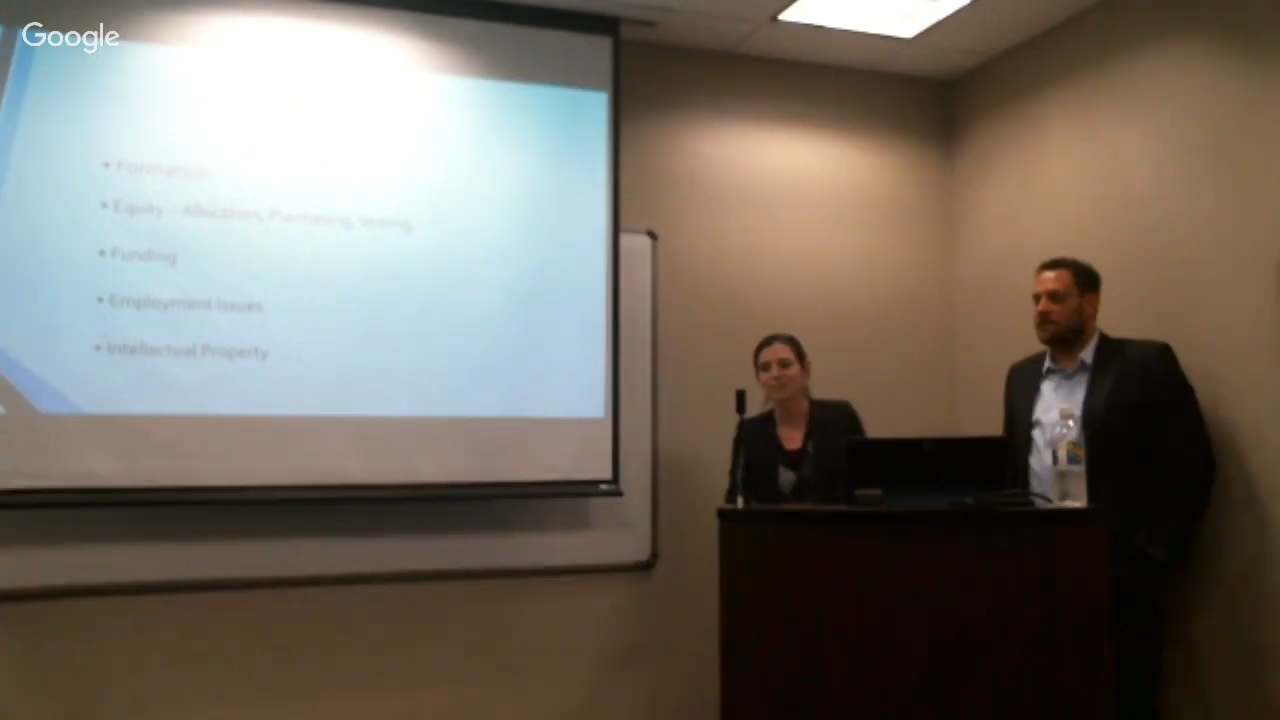 Google
• Formation
• Equity – Allocation, Purchasing, Vesting
• Funding
• Employment Issues
• Intellectual Property